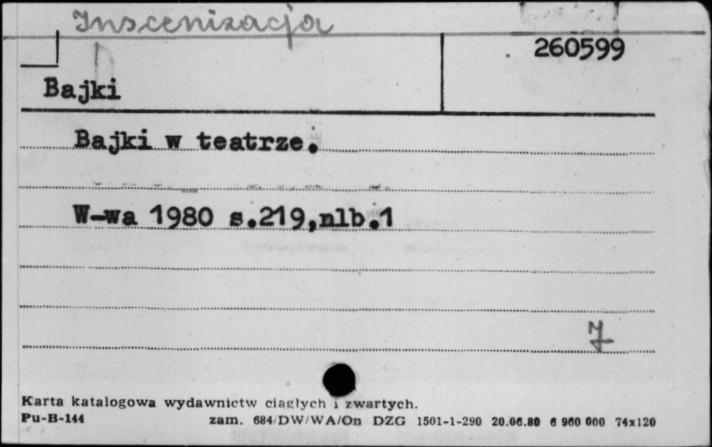 Inscenizacja
260599
Bajki
Bajki w teatrze.
W-wa 1980 s.219,nlb.1
Karta katalogowa wydawnictw ciągłych i zwartych.
Pu-B-144 zam. 684/DW/WA/On DZG 1501-1-290 20.06.80 6 960 000 74x120